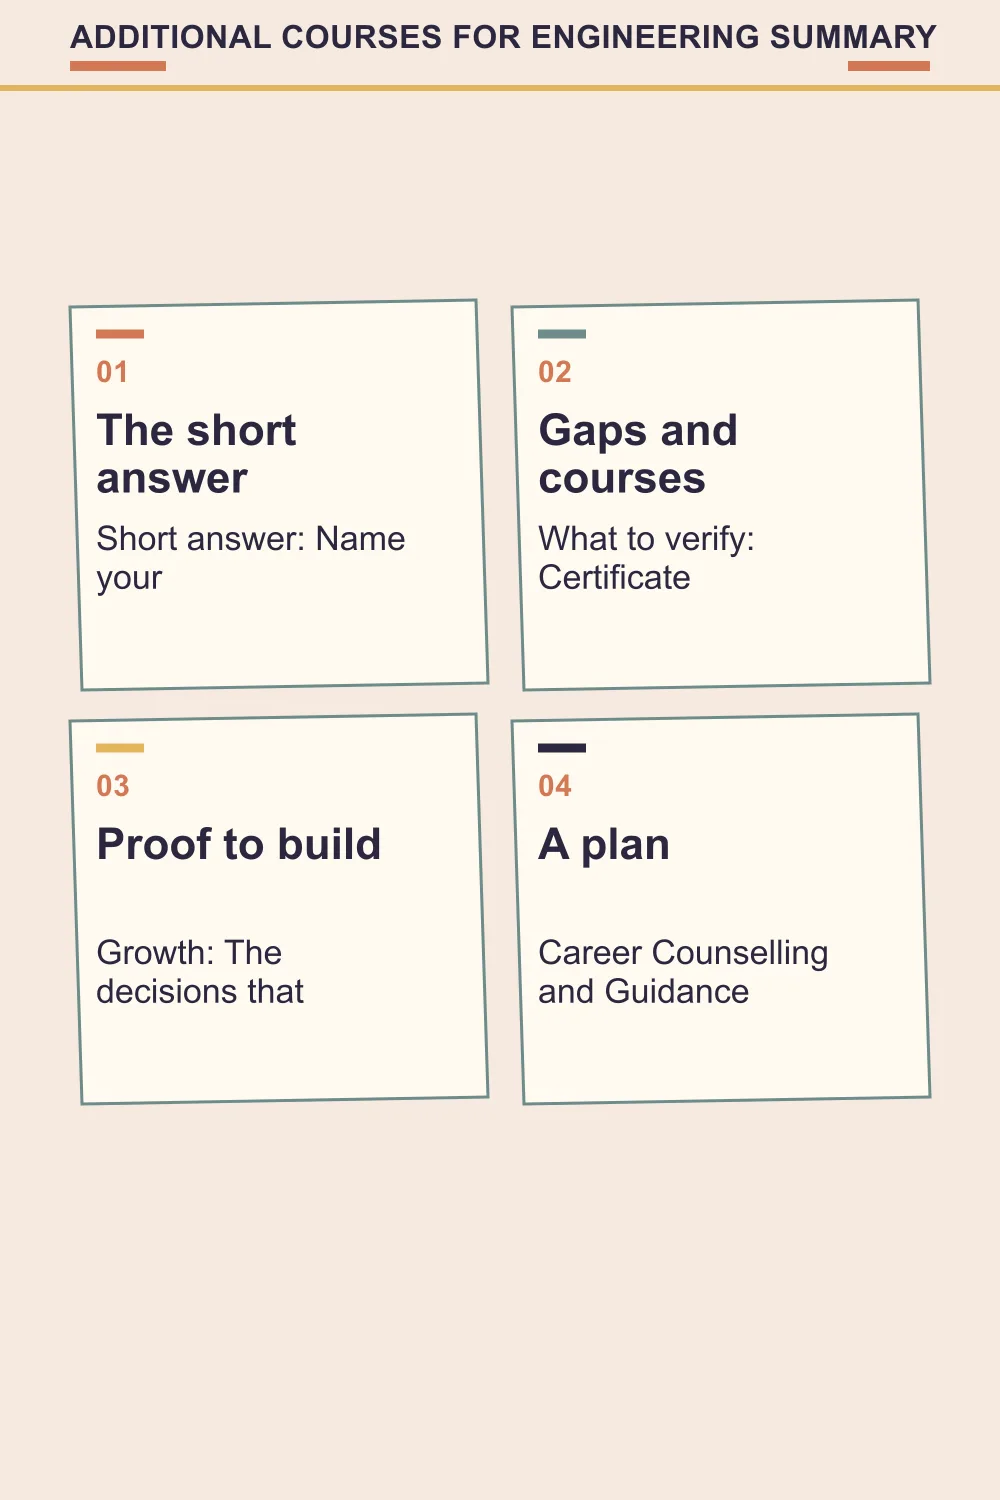 ADDITIONAL COURSES FOR ENGINEERING SUMMARY
01
The short
answer
Short answer: Name
your
02
Gaps and
courses
What to verify:
Certificate
03
Proof to build
Growth: The
decisions that
04
A plan
Career Counselling
and Guidance